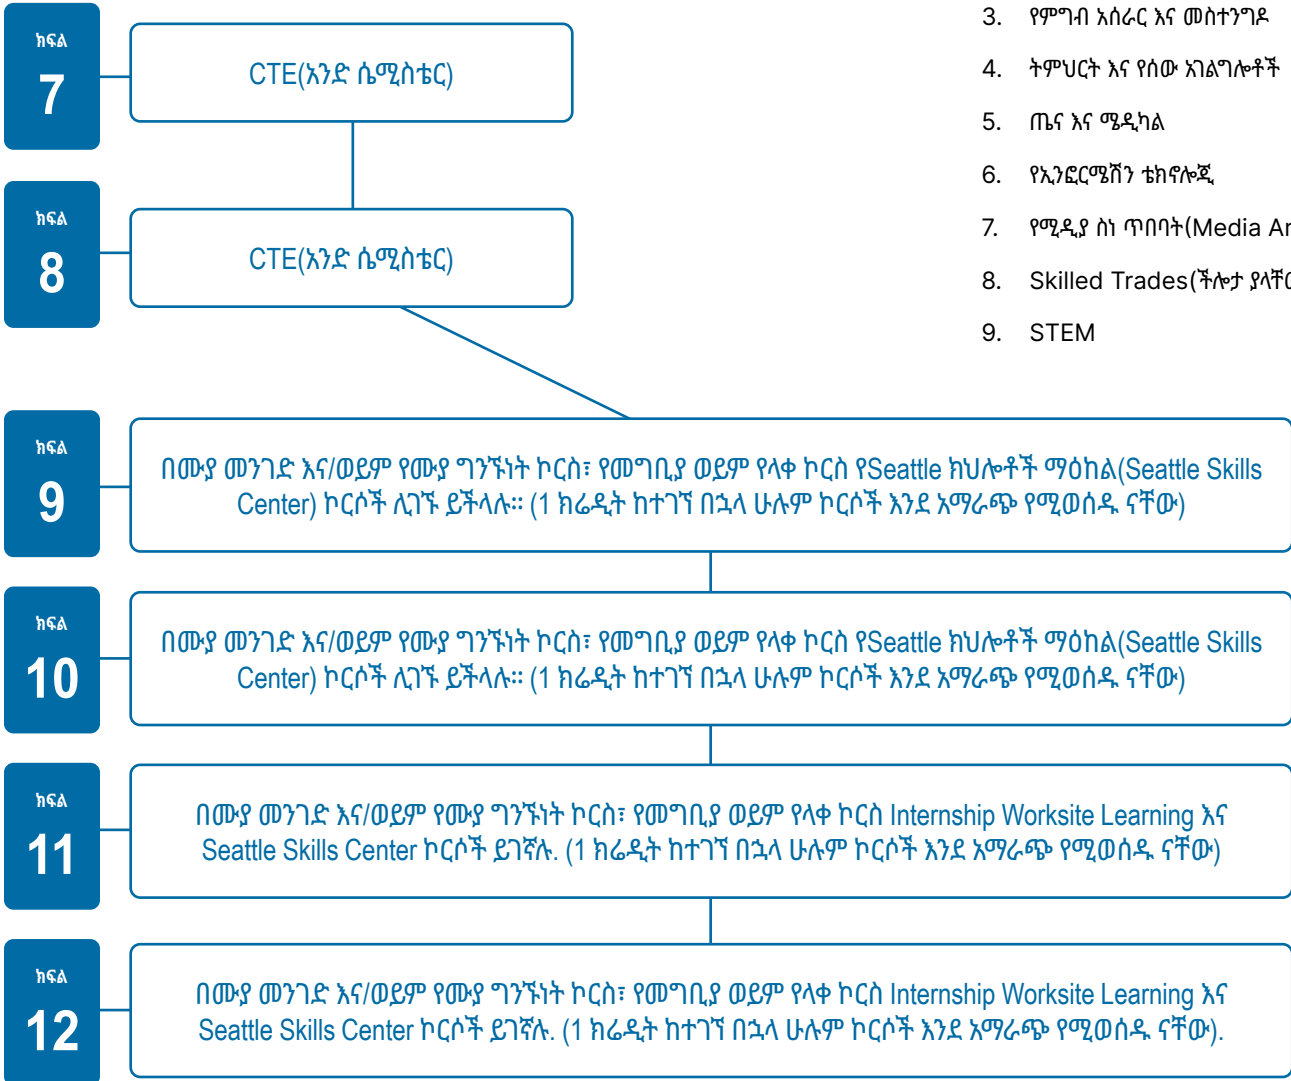 ክፍል
7
CTE(አንድ ሴሚስቴር)
ክፍል
8
CTE(አንድ ሴሚስቴር)
3. የምግብ አሰራር እና መስተንግዶ
4. ትምህርት እና የሰው አገልግሎቶች
5. ጤና እና ሜዲካል
6. የኢንፎርሜሽን ቴክኖሎጂ
7. የሚዲያ ስነ ጥበባት(Media
8. Skilled Trades(ችሎታ
9. STEM
ክፍል
9
በሙያ መንገድ እና/ወይም የሙያ ግንኙነት ኮርስ፣ የመግቢያ ወይም የላቀ ኮርስ የSeattle ክህሎቶች ማዕከል(Seattle Skills
Center) ኮርሶች ሊገኙ ይችላሉ። (1 ክሬዲት ከተገኘ በኋላ ሁሉም ኮርሶች እንደ አማራጭ የሚወሰዱ ናቸው)
ክፍል
10
በሙያ መንገድ እና/ወይም የሙያ ግንኙነት ኮርስ፣ የመግቢያ ወይም የላቀ ኮርስ የSeattle ክህሎቶች ማዕከል(Seattle Skills
Center) ኮርሶች ሊገኙ ይችላሉ። (1 ክሬዲት ከተገኘ በኋላ ሁሉም ኮርሶች እንደ አማራጭ የሚወሰዱ ናቸው)
ክፍል
11
በሙያ መንገድ እና/ወይም የሙያ ግንኙነት ኮርስ፣ የመግቢያ ወይም የላቀ ኮርስ Internship Worksite Learning እና
Seattle Skills Center ኮርሶች ይገኛሉ. (1 ክሬዲት ከተገኘ በኋላ ሁሉም ኮርሶች እንደ አማራጭ የሚወሰዱ ናቸው)
ክፍል
12
በሙያ መንገድ እና/ወይም የሙያ ግንኙነት ኮርስ፣ የመግቢያ ወይም የላቀ ኮርስ Internship Worksite Learning እና
Seattle Skills Center ኮርሶች ይገኛሉ. (1 ክሬዲት ከተገኘ በኋላ ሁሉም ኮርሶች እንደ አማራጭ የሚወሰዱ ናቸው).